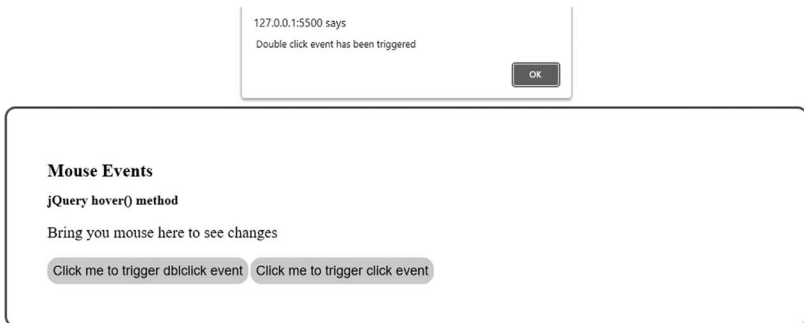 127.0.0.1:5500 says
Double click event has been triggered
OK
Mouse Events
jQuery hover() method
Bring you mouse here to see changes
Click me to trigger dblclick event Click me to trigger click event